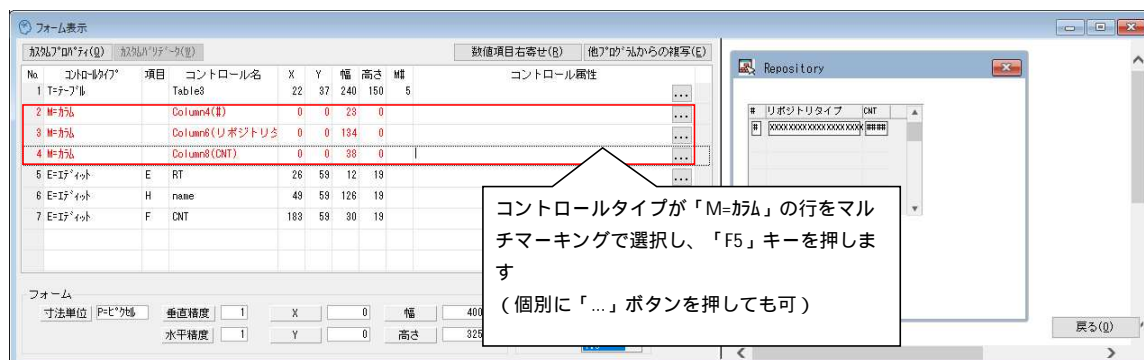 フォーム表示
ｶｽﾀﾑﾌﾟﾛﾊﾟﾃｨ(Q) ｶｽﾀﾑﾊﾞﾘﾃﾞｰｸ(W) 数値項目右寄せ(R) 他ﾌﾟﾛｸﾞﾗﾑからの複写(E)
No. ｺﾝﾄﾛｰﾙﾀｲﾌﾟ 項目 コントロール名 X Y 幅 高さ M# コントロール属性
1 T=ﾃｰﾌﾞﾙ Table3 22 37 240 150 5 ...
2 M=ｶﾗﾑ Column4(#) 0 0 23 0 ...
3 M=ｶﾗﾑ Column6(リポジトリタ 0 0 134 0 ...
4 M=ｶﾗﾑ Column8(CNT) 0 0 38 0 ...
5 E=ｴﾃﾞｨｯﾄ E RT 26 59 12 19 ...
6 E=ｴﾃﾞｨｯﾄ H name 49 59 126 19
7 E=ｴﾃﾞｨｯﾄ F CNT 183 59 30 19
コントロールタイプが「M=ｶﾗﾑ」の行をマル
チマーキングで選択し、「F5」キーを押しま
す
（個別に「...」ボタンを押しても可）
フォーム
寸法単位 P=ﾋﾟｸｾﾙ 垂直精度 1 X 0 幅 400
水平精度 1 Y 0 高さ 325
Repository
# リポジトリタイプ CNT
# XXXXXXXXXXXXXXXXXXXX ####
戻る(Q)